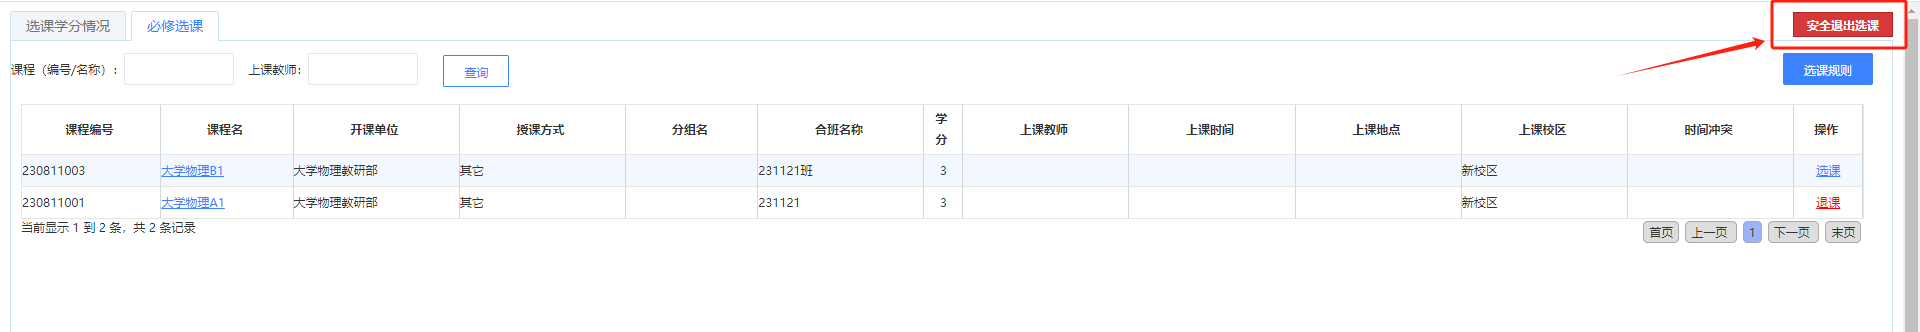 选课学分情况 必修选课 安全退出选课
课程（编号/名称）： 上课教师： 查询 选课规则
课程编号 课程名 开课单位 授课方式 分组名 合班名称 学分 上课教师 上课时间 上课地点 上课校区 时间冲突 操作
230811003 大学物理B1 大学物理教研部 其它 231121班 3 新校区 选课
230811001 大学物理A1 大学物理教研部 其它 231121 3 新校区 退课
当前显示 1 到 2 条，共 2 条记录 首页 上一页 1 下一页 末页